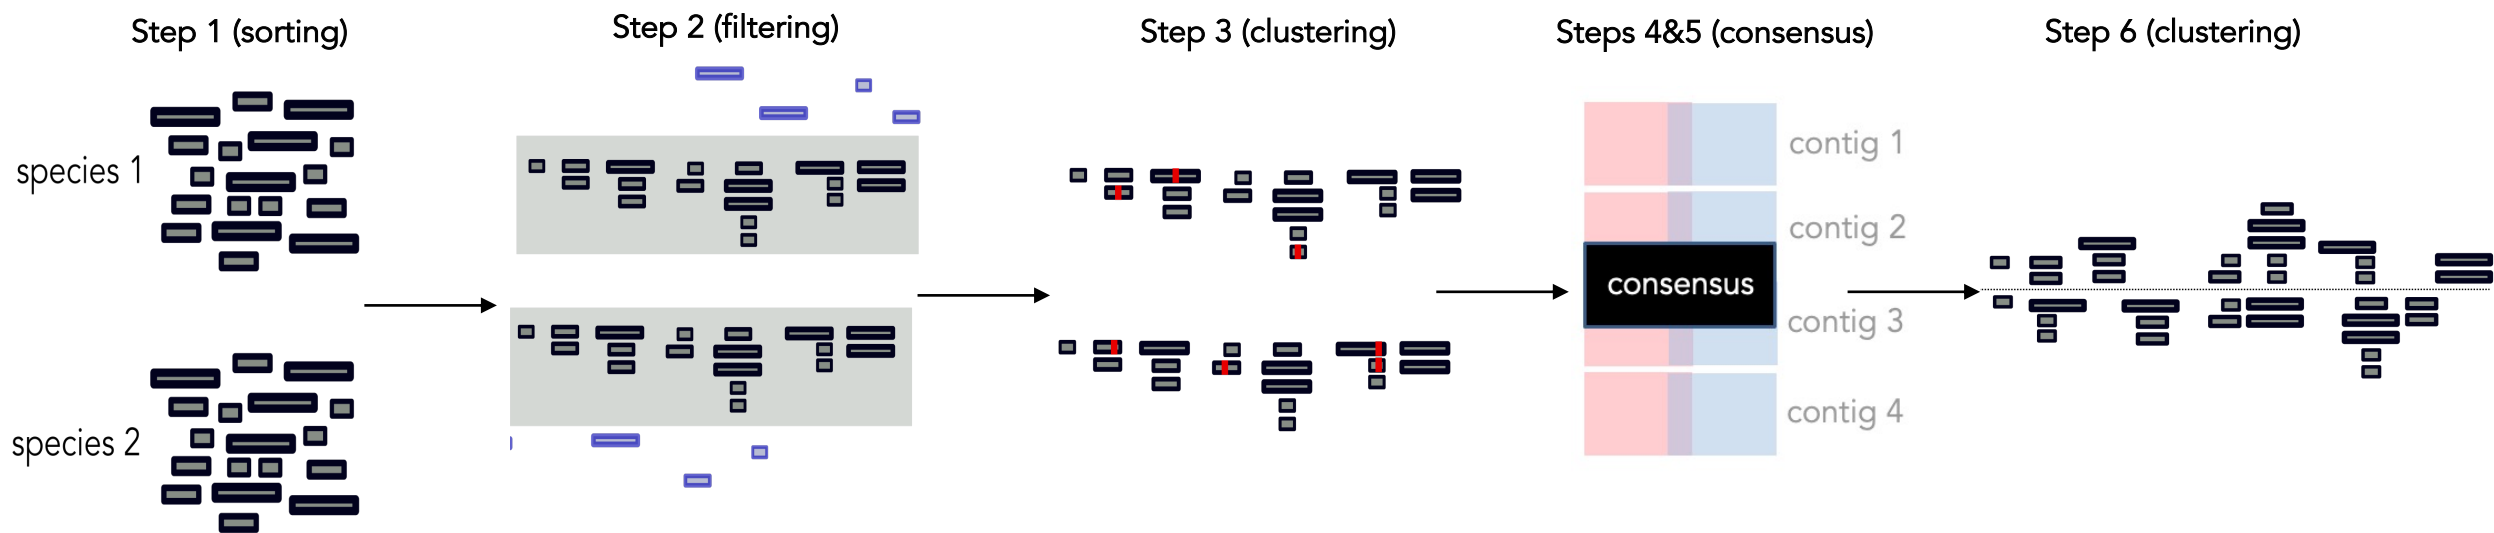 Step 1 (sorting)
Step 2 (filtering)
Step 3 (clustering)
Steps 4&5 (consensus)
Step 6 (clustering)
species 1
species 2
contig 1
contig 2
consensus
contig 3
contig 4